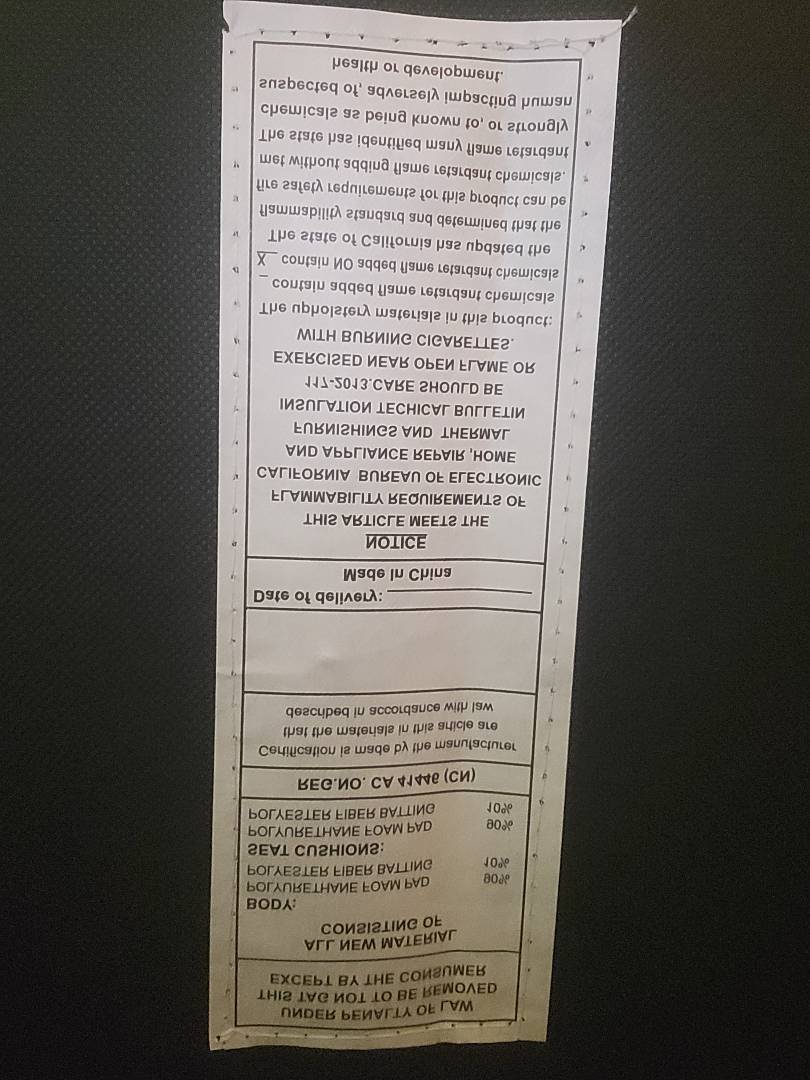 UNDER PENALTY OF LAW
THIS TAG NOT TO BE REMOVED
EXCEPT BY THE CONSUMER
ALL NEW MATERIAL
CONSISTING OF
BODY:
POLYURETHANE FOAM PAD 90%
POLYESTER FIBER BATTING 10%
SEAT CUSHIONS:
POLYURETHANE FOAM PAD 90%
POLYESTER FIBER BATTING 10%
REG.NO. CA 41446 (CN)
Certification is made by the manufacturer
that the materials in this article are
described in accordance with law
Date of delivery:
Made In China
NOTICE
THIS ARTICLE MEETS THE
FLAMMABILITY REQUIREMENTS OF
CALIFORNIA BUREAU OF ELECTRONIC
AND APPLIANCE REPAIR ,HOME
FURNISHINGS AND THERMAL
INSULATION TECHICAL BULLETIN
117-2013.CARE SHOULD BE
EXERCISED NEAR OPEN FLAME OR
WITH BURNING CIGARETTES.
The upholstery materials in this product:
_ contain added flame retardant chemicals
X_ contain NO added flame retardant chemicals
The state of California has updated the
flammability standard and determined that the
fire safety requirements for this product can be
met without adding flame retardant chemicals.
The state has identified many flame retardant
chemicals as being known to, or strongly
suspected of, adversely impacting human
health or development.